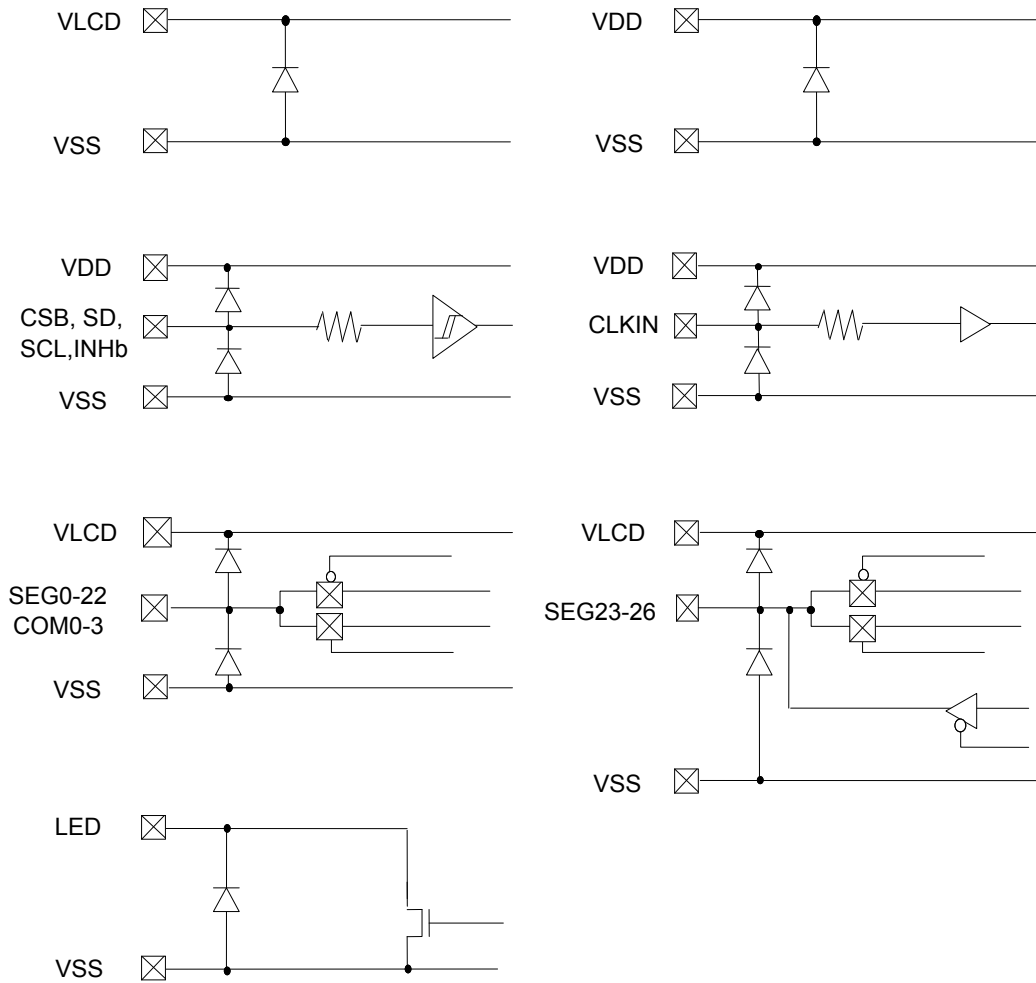 VLCD
VSS
VDD
VSS
VDD
CSB, SD,
SCL,INHb
VSS
VDD
CLKIN
VSS
VLCD
SEG0-22
COM0-3
VSS
VLCD
SEG23-26
VSS
LED
VSS